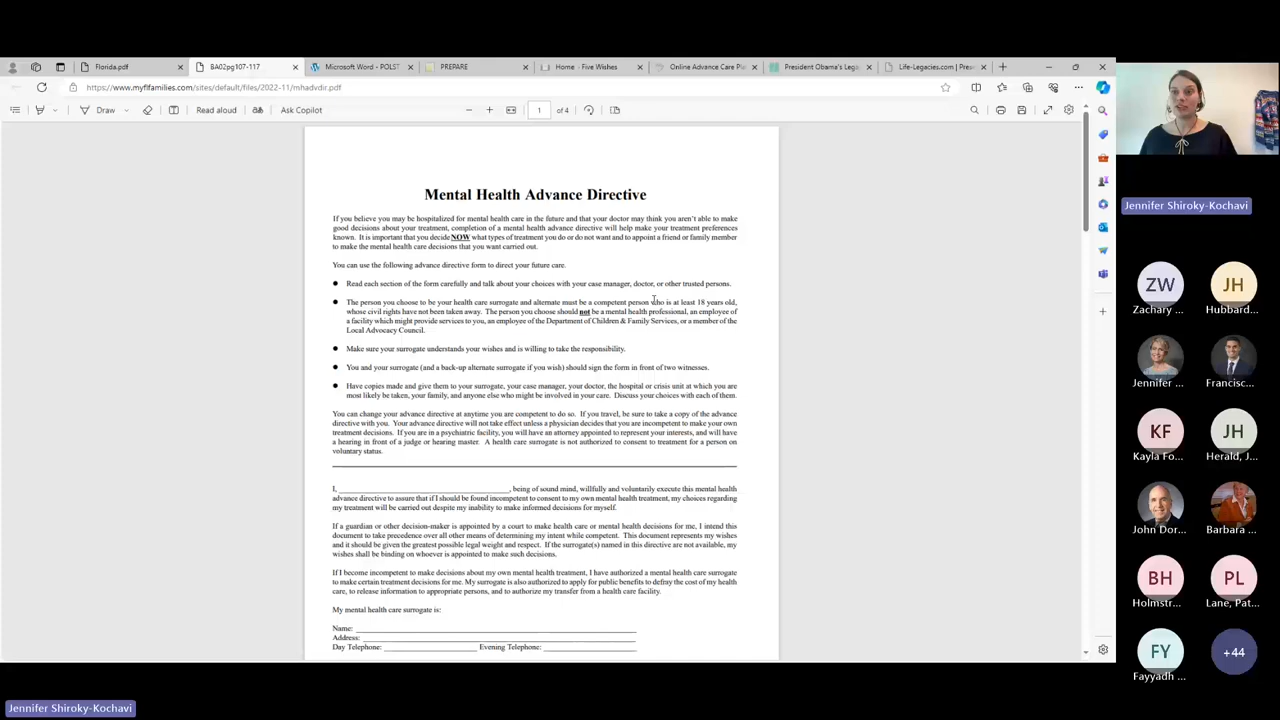 Florida.pdf
BA02pg107-117
Microsoft Word - POLST
PREPARE
Home - Five Wishes
Online Advance Care Pla
President Obama's Lega
Life-Legacies.com | Pres
https://www.myflfamilies.com/sites/default/files/2022-11/mhadvdir.pdf
Draw
Read aloud
Ask Copilot
1 of 4
Mental Health Advance Directive
If you believe you may be hospitalized for mental health care in the future and that your doctor may think you aren't able to make
good decisions about your treatment, completion of a mental health advance directive will help make your treatment preferences
known. It is important that you decide NOW what types of treatment you do or do not want and to appoint a friend or family member
to make the mental health care decisions that you want carried out.
You can use the following advance directive form to direct your future care.
● Read each section of the form carefully and talk about your choices with your case manager, doctor, or other trusted persons.
● The person you choose to be your health care surrogate and alternate must be a competent person who is at least 18 years old,
whose civil rights have not been taken away. The person you choose should not be a mental health professional, an employee of
a facility which might provide services to you, an employee of the Department of Children & Family Services, or a member of the
Local Advocacy Council.
● Make sure your surrogate understands your wishes and is willing to take the responsibility.
● You and your surrogate (and a back-up alternate surrogate if you wish) should sign the form in front of two witnesses.
● Have copies made and give them to your surrogate, your case manager, your doctor, the hospital or crisis unit at which you are
most likely be taken, your family, and anyone else who might be involved in your care. Discuss your choices with each of them.
You can change your advance directive at anytime you are competent to do so. If you travel, be sure to take a copy of the advance
directive with you. Your advance directive will not take effect unless a physician decides that you are incompetent to make your own
treatment decisions. If you are in a psychiatric facility, you will have an attorney appointed to represent your interests, and will have
a hearing in front of a judge or hearing master. A health care surrogate is not authorized to consent to treatment for a person on
voluntary status.
I, ______________________________, being of sound mind, willfully and voluntarily execute this mental health
advance directive to assure that if I should be found incompetent to consent to my own mental health treatment, my choices regarding
my treatment will be carried out despite my inability to make informed decisions for myself.
If a guardian or other decision-maker is appointed by a court to make health care or mental health decisions for me, I intend this
document to take precedence over all other means of determining my intent while competent. This document represents my wishes
and it should be given the greatest possible legal weight and respect. If the surrogate(s) named in this directive are not available, my
wishes shall be binding on whoever is appointed to make such decisions.
If I become incompetent to make decisions about my own mental health treatment, I have authorized a mental health care surrogate
to make certain treatment decisions for me. My surrogate is also authorized to apply for public benefits to defray the cost of my health
care, to release information to appropriate persons, and to authorize my transfer from a health care facility.
My mental health care surrogate is:
Name: ______________________________
Address: ______________________________
Day Telephone: ________________ Evening Telephone: ________________
Jennifer Shiroky-Kochavi
ZW
JH
Zachary ...
Hubbard...
Jennifer ...
Francisc...
KF
JH
Kayla Fo...
Herald, J...
John Dor...
Barbara ...
BH
PL
Holmstr...
Lane, Pat...
FY
+44
Fayyadh ...
Jennifer Shiroky-Kochavi